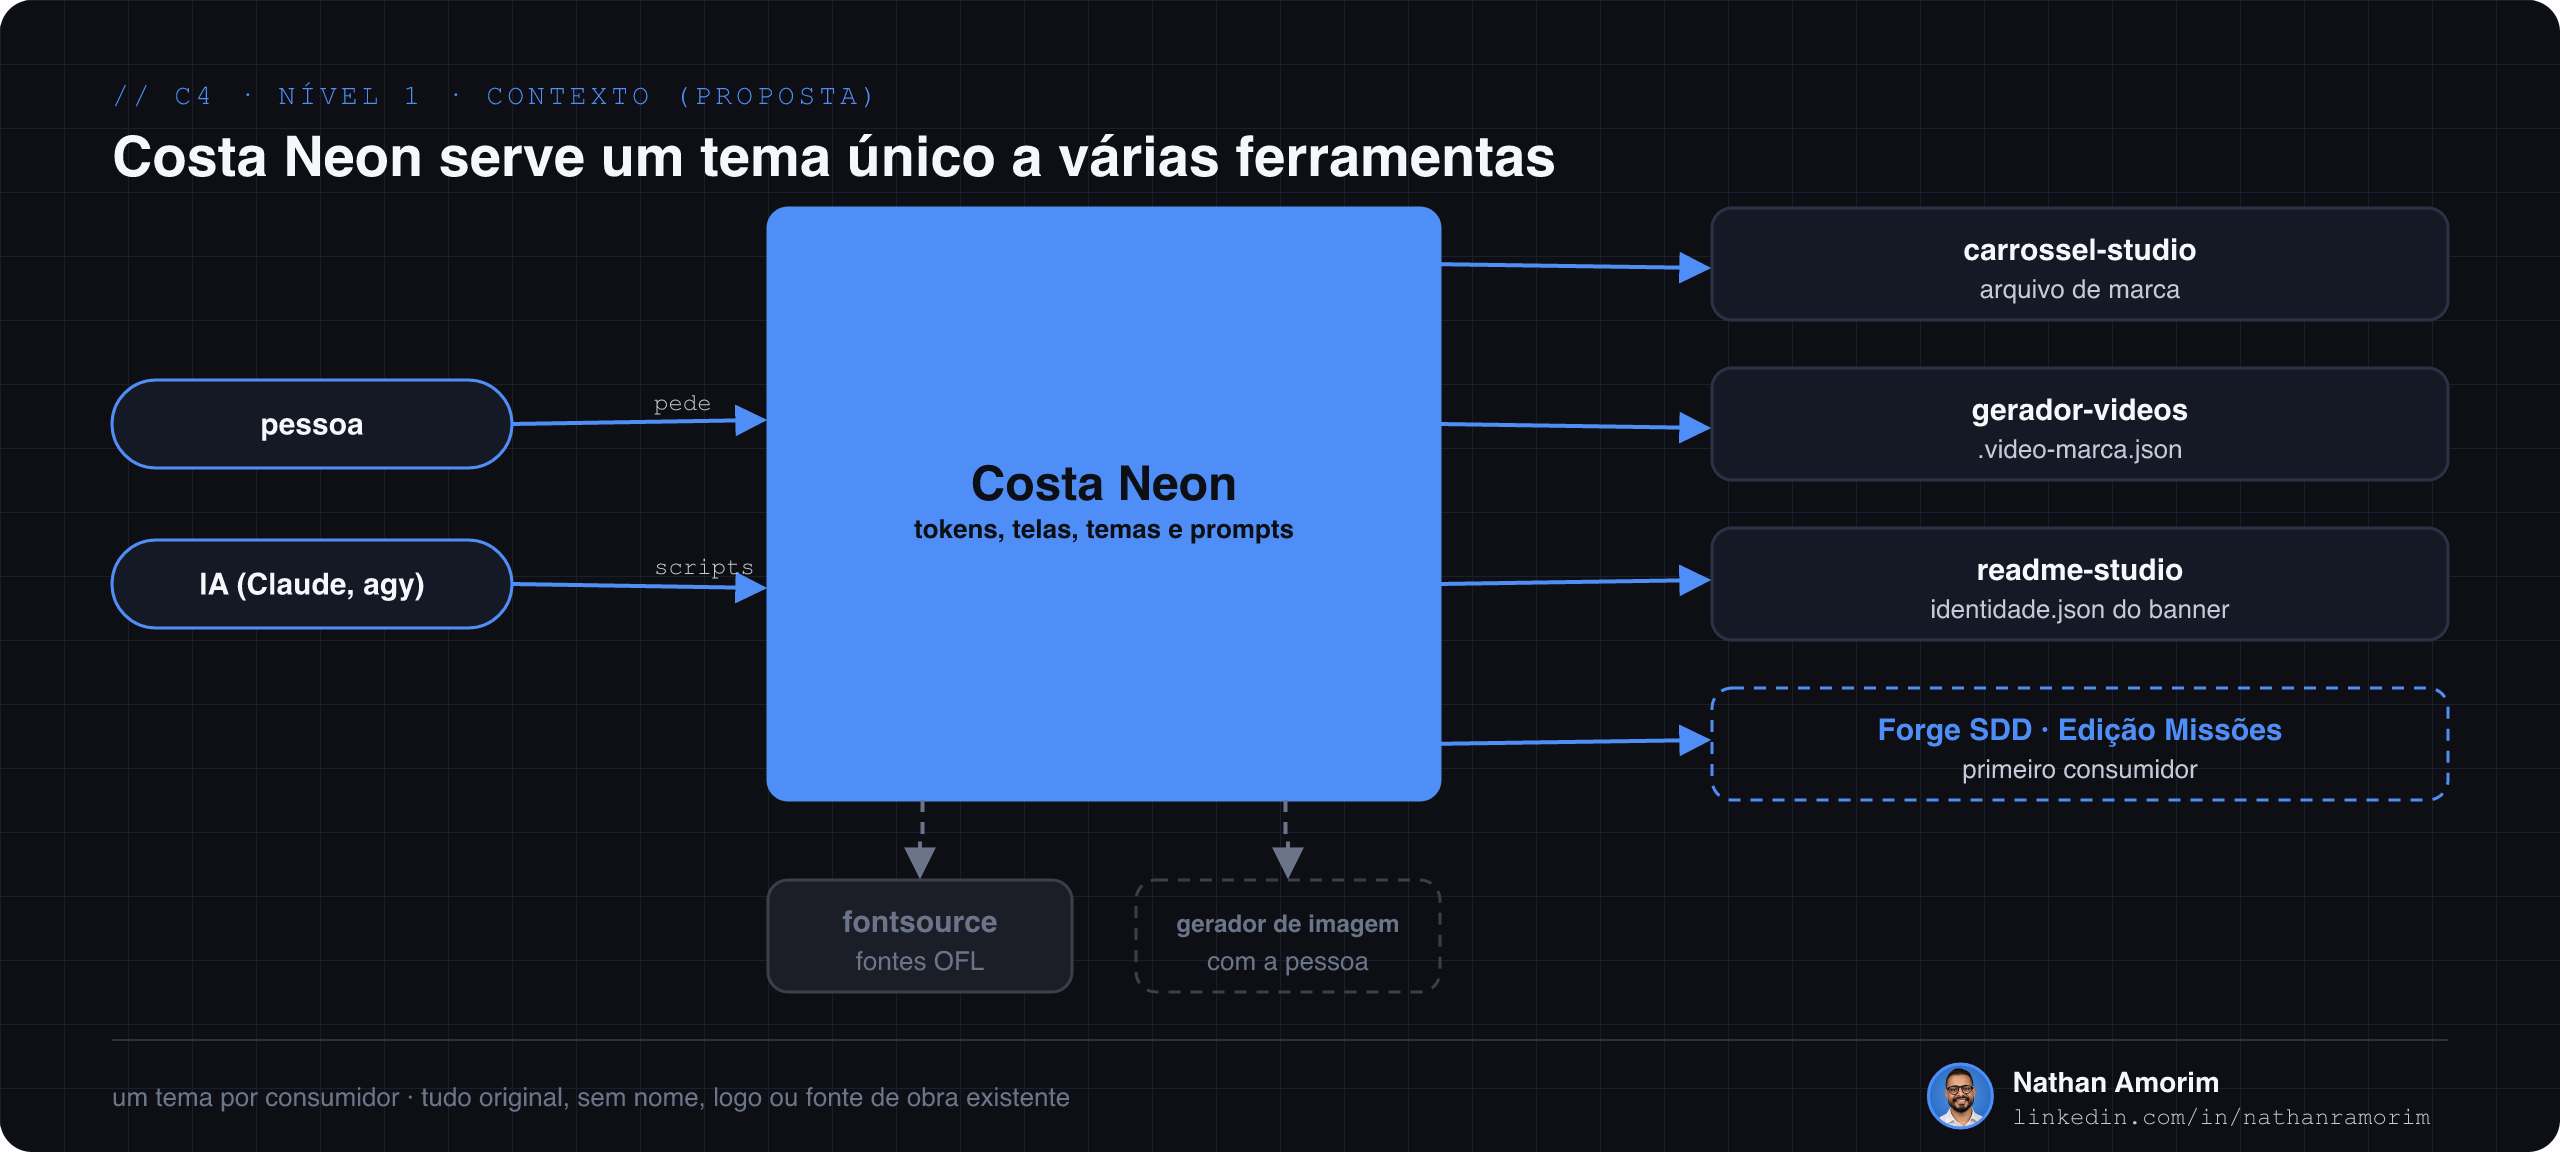 // C4 · NÍVEL 1 · CONTEXTO (PROPOSTA)
Costa Neon serve um tema único a várias ferramentas
pessoa
pede
IA (Claude, agy)
scripts
Costa Neon
tokens, telas, temas e prompts
carrossel-studio
arquivo de marca
gerador-videos
.video-marca.json
readme-studio
identidade.json do banner
Forge SDD · Edição Missões
primeiro consumidor
fontsource
fontes OFL
gerador de imagem
com a pessoa
um tema por consumidor · tudo original, sem nome, logo ou fonte de obra existente
Nathan Amorim
linkedin.com/in/nathanramorim